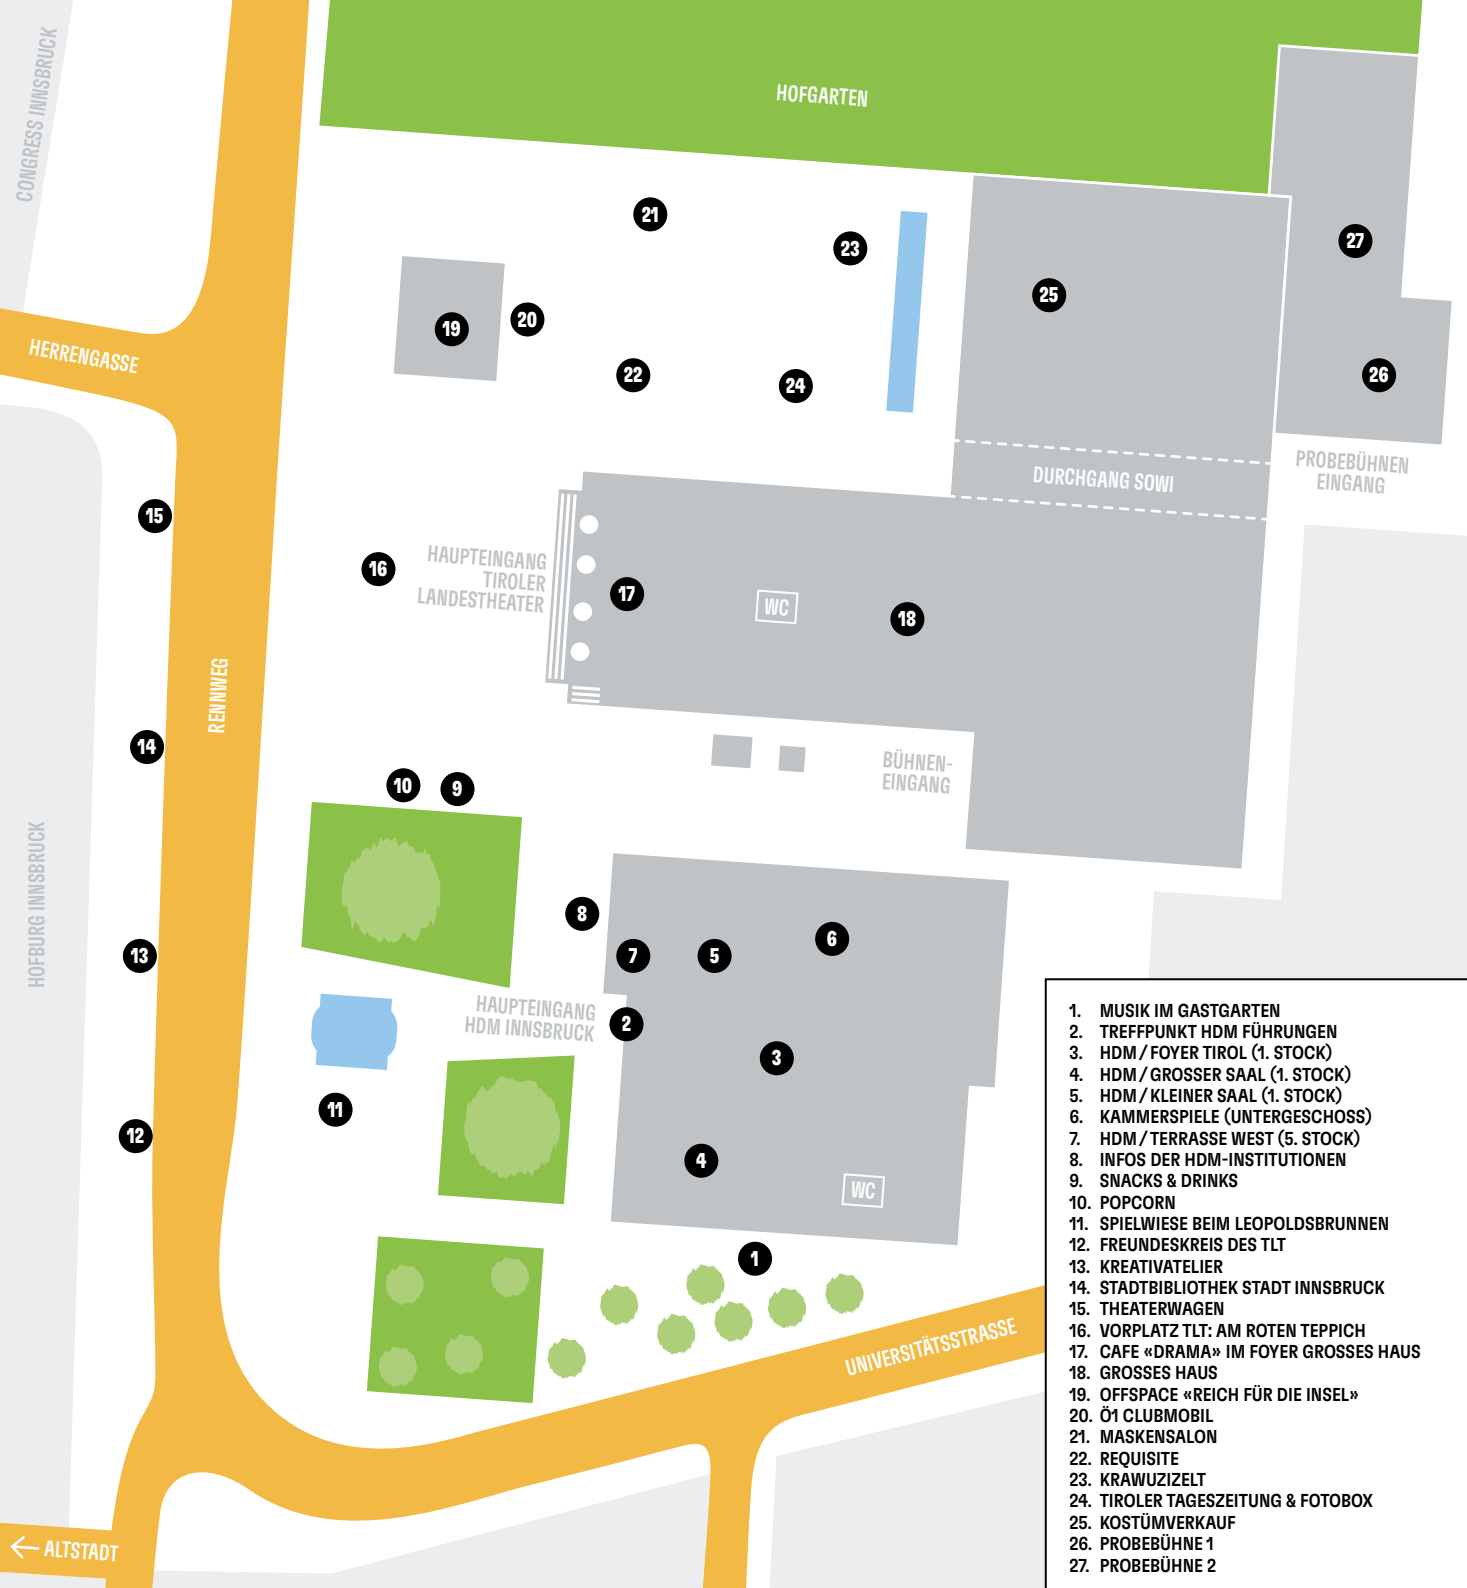 CONGRESS INNSBRUCK
HOFGARTEN
21
23
27
25
19
20
22
24
26
HERRENGASSE
DURCHGANG SOWI
PROBEBÜHNEN
EINGANG
15
16
HAUPTEINGANG
TIROLER
LANDESTHEATER
17
WC
18
RENNWEG
14
10
9
BÜHNEN-
EINGANG
HOFBURG INNSBRUCK
13
8
7
5
6
HAUPTEINGANG
HDM INNSBRUCK
2
3
11
12
4
WC
1
UNIVERSITÄTSSTRASSE
← ALTSTADT
1. MUSIK IM GASTGARTEN
2. TREFFPUNKT HDM FÜHRUNGEN
3. HDM / FOYER TIROL (1. STOCK)
4. HDM / GROSSER SAAL (1. STOCK)
5. HDM / KLEINER SAAL (1. STOCK)
6. KAMMERSPIELE (UNTERGESCHOSS)
7. HDM / TERRASSE WEST (5. STOCK)
8. INFOS DER HDM-INSTITUTIONEN
9. SNACKS & DRINKS
10. POPCORN
11. SPIELWIESE BEIM LEOPOLDSBRUNNEN
12. FREUNDESKREIS DES TLT
13. KREATIVATELIER
14. STADTBIBLIOTHEK STADT INNSBRUCK
15. THEATERWAGEN
16. VORPLATZ TLT: AM ROTEN TEPPICH
17. CAFE «DRAMA» IM FOYER GROSSES HAUS
18. GROSSES HAUS
19. OFFSPACE «REICH FÜR DIE INSEL»
20. Ö1 CLUBMOBIL
21. MASKENSALON
22. REQUISITE
23. KRAWUZIZELT
24. TIROLER TAGESZEITUNG & FOTOBOX
25. KOSTÜMVERKAUF
26. PROBEBÜHNE 1
27. PROBEBÜHNE 2